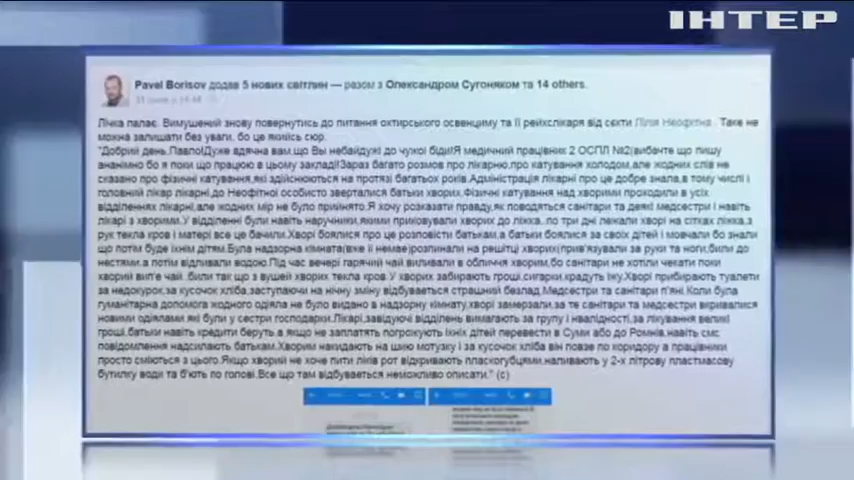 ІНТЕР
Pavel Borisov додав 5 нових світлин — разом з Олександром Сугоняком та 14 others.
Лічка палає. Вимушений знову повернутись до питання охтирського освенциму та її рейхслікаря від секти Лілія Неофітна. Таке не
можна залишати без уваги, бо це якийсь сюр.
"Добрий день.Павло!Дуже вдячна вам,що Ви небайдужі до чужої біди!Я медичний працівник 2 ОСПЛ №2(вибачте що пишу
ананімно бо я поки що працюю в цьому закладі!Зараз багато розмов про лікарню,про катування холодом,але жодних слів не
сказано про фізичні катування,які здійснюються на протязі багатьох років.Адміністрація лікарні про це добре знала,в тому числі і
головний лікар лікарні,до Неофітної особисто звертались батьки хворих.Фізичні катування над хворими проходили в усіх
відділеннях лікарні,але жодних мір не було прийнято.Я хочу розказати правду,як поводяться санітари та деякі медсестри і навіть
лікарі з хворими.У відділенні були навіть наручники,якими приковували хворих до ліжка..по три дні лежали хворі на сітках ліжка,з
рук текла кров і матері все це бачили.Хворі боялися про це розповісти батькам,а батьки боялися за своїх дітей і мовчали бо знали
що потім буде їхнім дітям.Була надзорна кімната(вже її немає)розпинали на решітці хворих(прив'язували за руки та ноги,били до
нестями,а потім відливали водою.Під час вечері гарячий чай виливали в обличчя хворим,бо санітари не хотіли чекати поки
хворий вип'є чай. били так що з вушей хворих текла кров.У хворих забирають гроші,сигарки,крадуть їжу.Хворі прибирають туалети
за недокурок,за кусочок хліба,заступаючи на нічну зміну відбувається страшний безлад.Медсестри та санітари п'яні. Коли була
гуманітарна допомога жодного одіяла не було видано в надзорну кімнату,хворі замерзали,за те санітари та медсестри виривалися
новими одіялами які були у сестри господарки.Лікарі,завідуючі відділень вимагають за групу і нвалідності,за лікування великі
гроші,батьки навіть кредити беруть,а якщо не заплатять погрожують їхніх дітей перевести в Суми або до Ромнів,навіть смс
повідомлення надсилають батькам.Хворим накидають на шию мотузку і за кусочок хліба він повзе по коридору а працівники
просто сміються з цього.Якщо хворий не хоче пити ліків рот відкривають плоскогубцями,наливають у 2-х літрову пластмасову
бутилку води та б'ють по голові.Все що там відбувається неможливо описати." (с)